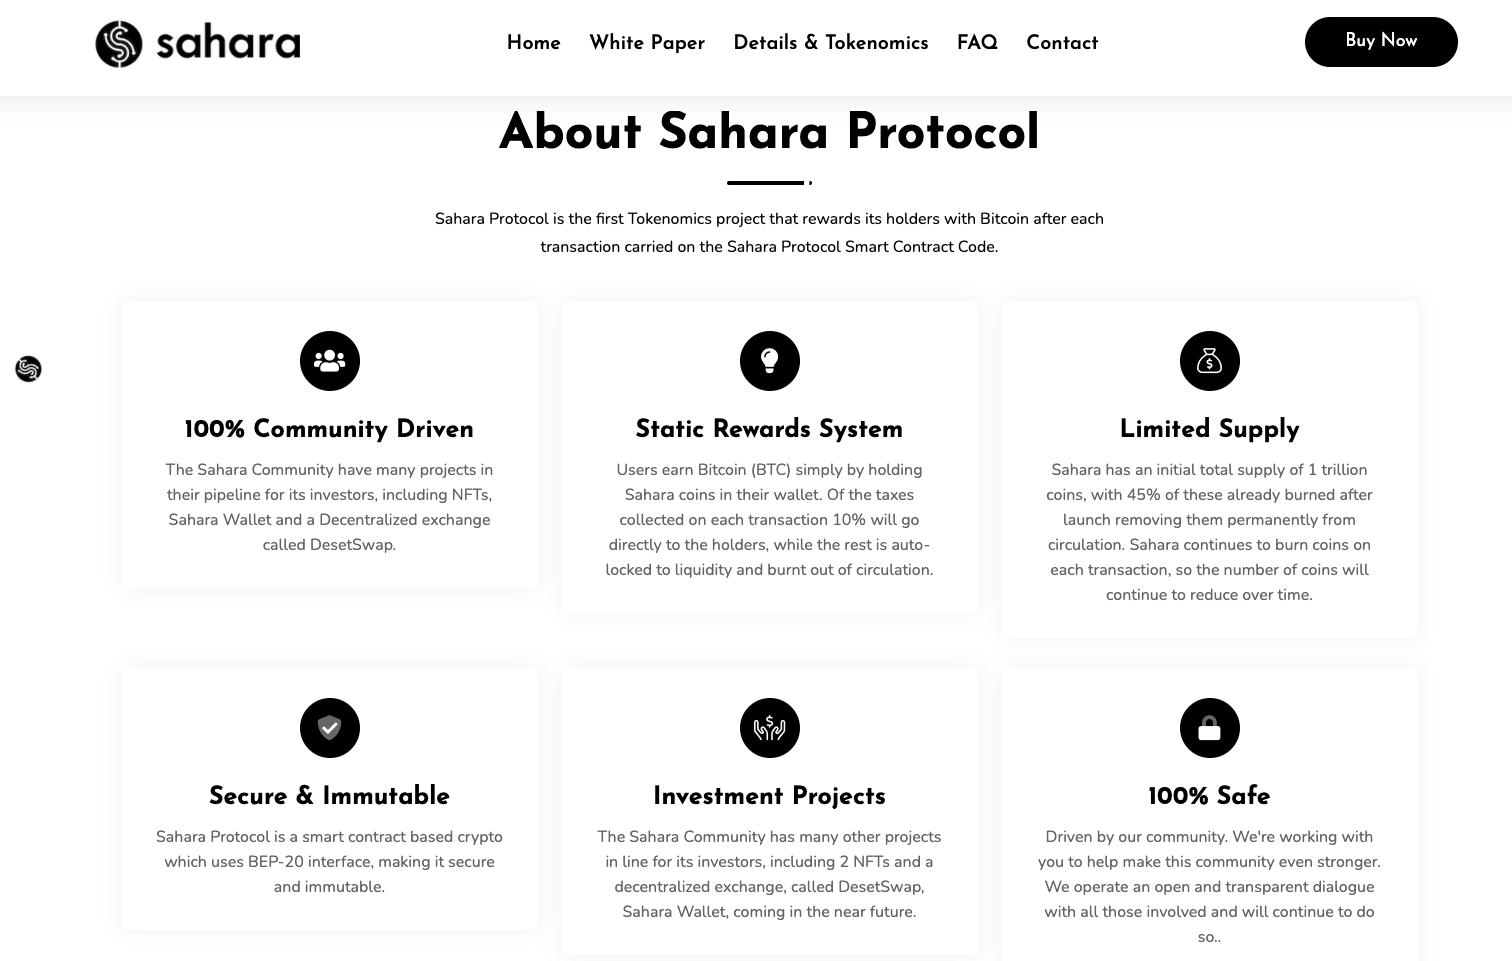 sahara
Home White Paper Details & Tokenomics FAQ Contact
Buy Now
About Sahara Protocol
Sahara Protocol is the first Tokenomics project that rewards its holders with Bitcoin after each
transaction carried on the Sahara Protocol Smart Contract Code.
100% Community Driven
The Sahara Community have many projects in
their pipeline for its investors, including NFTs,
Sahara Wallet and a Decentralized exchange
called DesetSwap.
Static Rewards System
Users earn Bitcoin (BTC) simply by holding
Sahara coins in their wallet. Of the taxes
collected on each transaction 10% will go
directly to the holders, while the rest is auto-
locked to liquidity and burnt out of circulation.
Limited Supply
Sahara has an initial total supply of 1 trillion
coins, with 45% of these already burned after
launch removing them permanently from
circulation. Sahara continues to burn coins on
each transaction, so the number of coins will
continue to reduce over time.
Secure & Immutable
Sahara Protocol is a smart contract based crypto
which uses BEP-20 interface, making it secure
and immutable.
Investment Projects
The Sahara Community has many other projects
in line for its investors, including 2 NFTs and a
decentralized exchange, called DesetSwap,
Sahara Wallet, coming in the near future.
100% Safe
Driven by our community. We're working with
you to help make this community even stronger.
We operate an open and transparent dialogue
with all those involved and will continue to do
so..